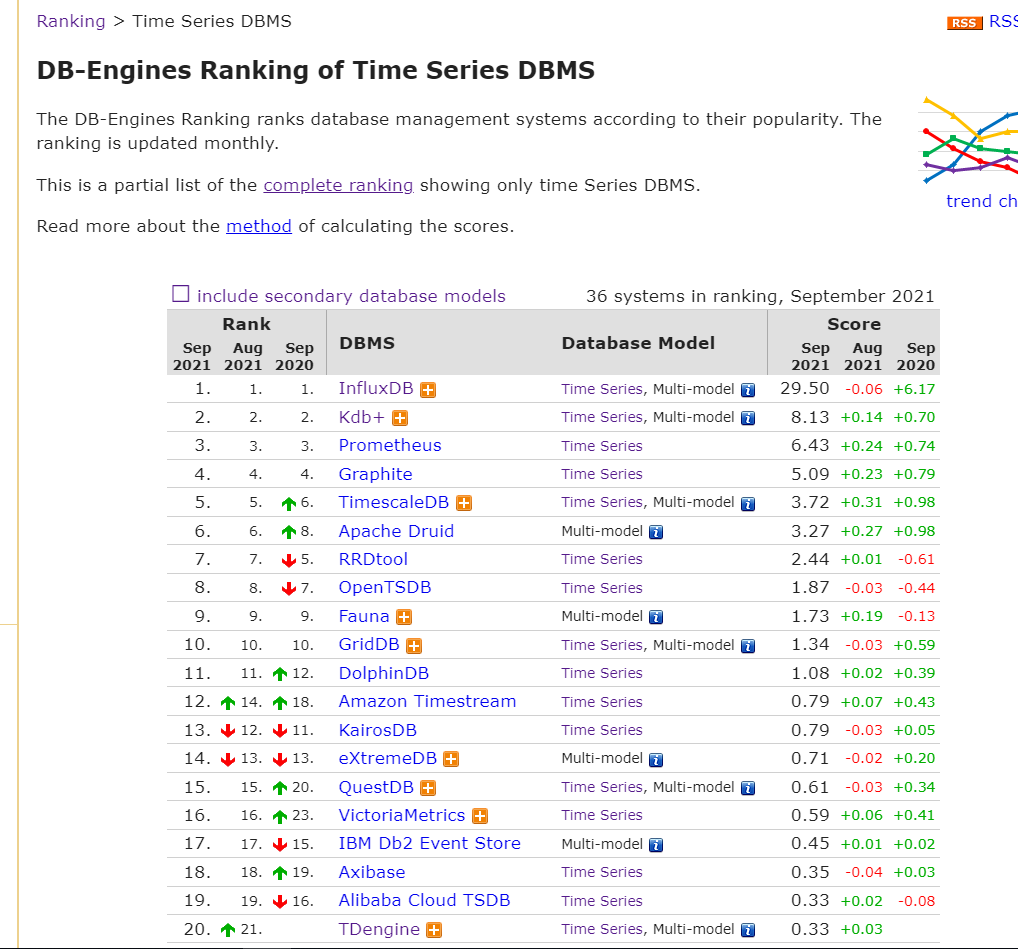 Ranking > Time Series DBMS
RSS RSS
DB-Engines Ranking of Time Series DBMS
The DB-Engines Ranking ranks database management systems according to their popularity. The
ranking is updated monthly.
This is a partial list of the complete ranking showing only time Series DBMS.
trend ch
Read more about the method of calculating the scores.
include secondary database models 36 systems in ranking, September 2021
Rank DBMS Database Model Score
Sep 2021 Aug 2021 Sep 2020 Sep 2021 Aug 2021 Sep 2020
1. 1. 1. InfluxDB Time Series, Multi-model 29.50 -0.06 +6.17
2. 2. 2. Kdb+ Time Series, Multi-model 8.13 +0.14 +0.70
3. 3. 3. Prometheus Time Series 6.43 +0.24 +0.74
4. 4. 4. Graphite Time Series 5.09 +0.23 +0.79
5. 5. 6. TimescaleDB Time Series, Multi-model 3.72 +0.31 +0.98
6. 6. 8. Apache Druid Multi-model 3.27 +0.27 +0.98
7. 7. 5. RRDtool Time Series 2.44 +0.01 -0.61
8. 8. 7. OpenTSDB Time Series 1.87 -0.03 -0.44
9. 9. 9. Fauna Multi-model 1.73 +0.19 -0.13
10. 10. 10. GridDB Time Series, Multi-model 1.34 -0.03 +0.59
11. 11. 12. DolphinDB Time Series 1.08 +0.02 +0.39
12. 14. 18. Amazon Timestream Time Series 0.79 +0.07 +0.43
13. 12. 11. KairosDB Time Series 0.79 -0.03 +0.05
14. 13. 13. eXtremeDB Multi-model 0.71 -0.02 +0.20
15. 15. 20. QuestDB Time Series, Multi-model 0.61 -0.03 +0.34
16. 16. 23. VictoriaMetrics Time Series 0.59 +0.06 +0.41
17. 17. 15. IBM Db2 Event Store Multi-model 0.45 +0.01 +0.02
18. 18. 19. Axibase Time Series 0.35 -0.04 +0.03
19. 19. 16. Alibaba Cloud TSDB Time Series 0.33 +0.02 -0.08
20. 21. TDengine Time Series, Multi-model 0.33 +0.03